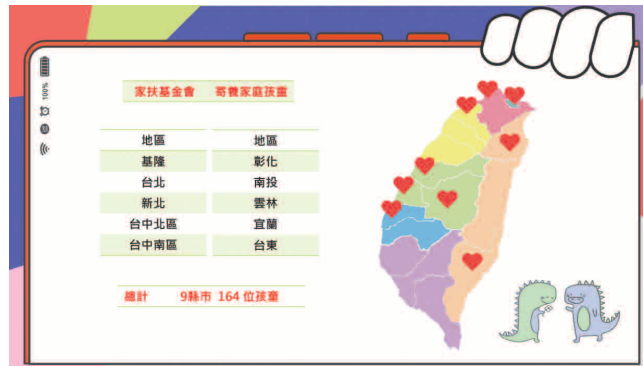 100%
家扶基金會 寄養家庭孩童
地區 地區
基隆 彰化
台北 南投
新北 雲林
台中北區 宜蘭
台中南區 台東
總計 9縣市 164 位孩童